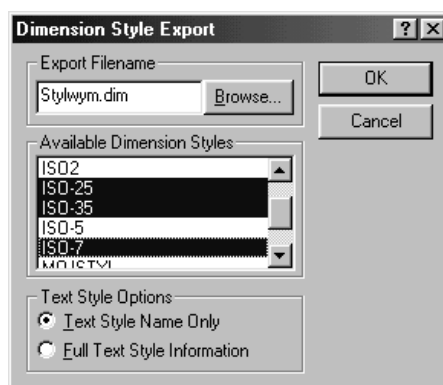 Dimension Style Export
Export Filename
Stylwym.dim
Browse...
OK
Cancel
Available Dimension Styles
ISO2
ISO-25
ISO-35
ISO-5
ISO-7
MOJSTYL
Text Style Options
Text Style Name Only
Full Text Style Information